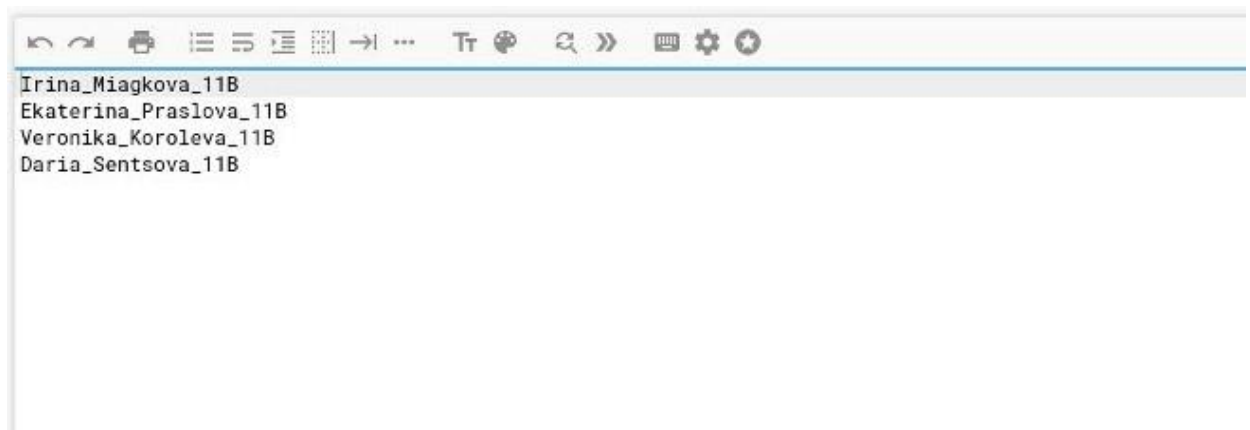 Irina_Miagkova_11B
Ekaterina_Praslova_11B
Veronika_Koroleva_11B
Daria_Sentsova_11B